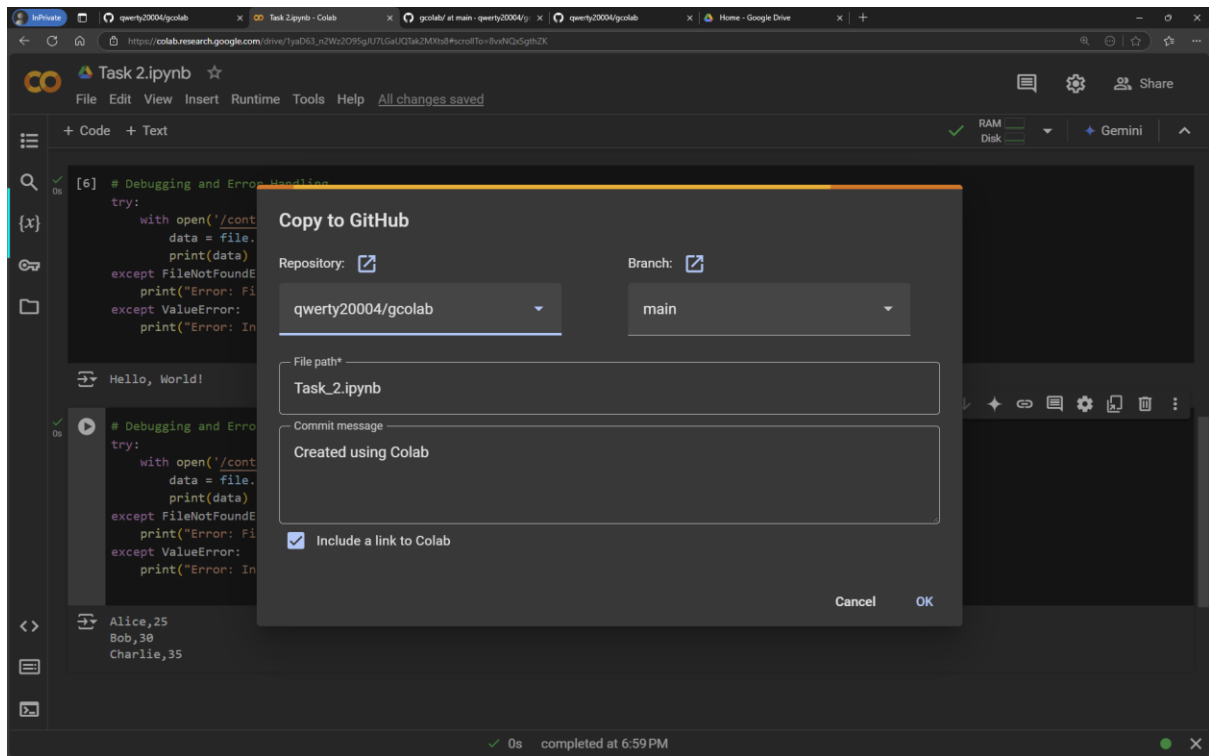 InPrivate
qwerty20004/gcolab
Task 2.ipynb - Colab
gcolab/ at main · qwerty20004/g
qwerty20004/gcolab
Home - Google Drive
https://colab.research.google.com/drive/1yaD63_n2Wz2O95gJU7LGaUQTak2MXts8#scrollTo=8vxNQx5gthZK
CO
Task 2.ipynb
File Edit View Insert Runtime Tools Help All changes saved
Share
+ Code + Text
RAM
Disk
Gemini
0s
[6] # Debugging and Error Handling
try:
with open('/cont
data = file.
print(data)
except FileNotFoundE
print("Error: Fi
except ValueError:
print("Error: In
Hello, World!
0s
# Debugging and Erro
try:
with open('/cont
data = file.
print(data)
except FileNotFoundE
print("Error: Fi
except ValueError:
print("Error: In
Alice,25
Bob,30
Charlie,35
{x}
Copy to GitHub
Repository:
Branch:
qwerty20004/gcolab
main
File path*
Task_2.ipynb
Commit message
Created using Colab
Include a link to Colab
Cancel OK
0s completed at 6:59 PM